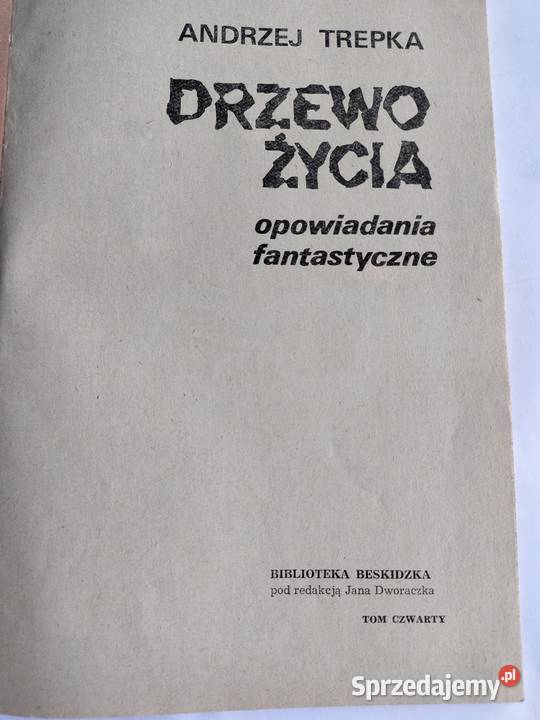 ANDRZEJ TREPKA
DRZEWO
ŻYCIA
opowiadania
fantastyczne
BIBLIOTEKA BESKIDZKA
pod redakcją Jana Dworaczka
TOM CZWARTY
Sprzedajemy.pl